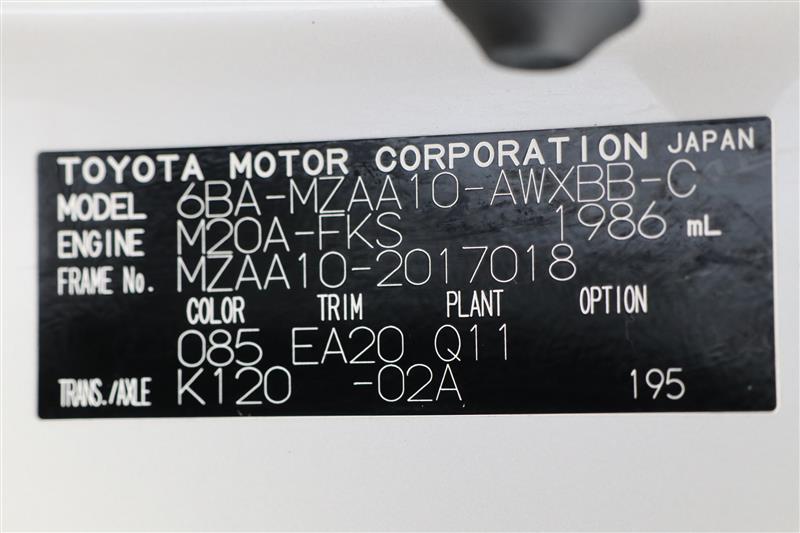 TOYOTA MOTOR CORPORATION JAPAN
MODEL 6BA-MZAA10-AWXBB-C
ENGINE M20A-FKS 1986 mL
FRAME No. MZAA10-2017018
COLOR TRIM PLANT OPTION
085 EA20 Q11
TRANS./AXLE K120 -02A 195